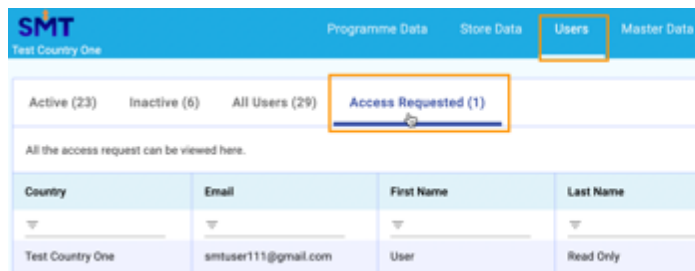 SMT
Programme Data Store Data Users Master Data
Test Country One
Active (23) Inactive (6) All Users (29) Access Requested (1)
All the access request can be viewed here.
Country Email First Name Last Name
Test Country One smtuser111@gmail.com User Read Only